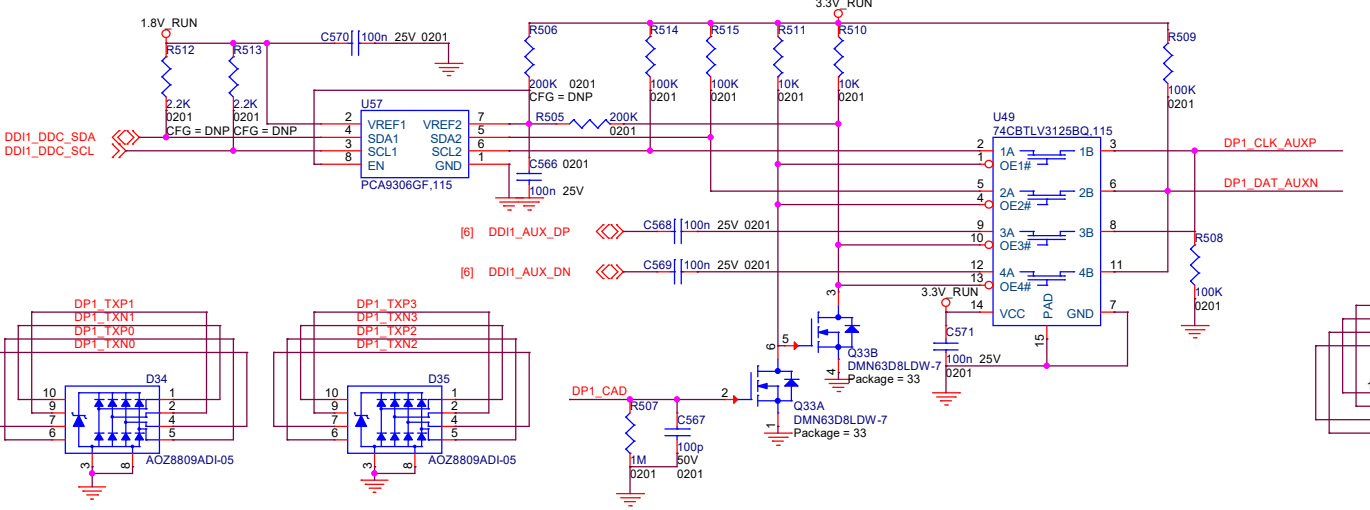 3.3V_RUN
1.8V_RUN
C570 100n 25V 0201
R512
R513
R506
R514
R515
R511
R510
R509
2.2K
0201
CFG = DNP
2.2K
0201
CFG = DNP
200K 0201
CFG = DNP
100K
0201
100K
0201
10K
0201
10K
0201
100K
0201
U57
2 VREF1 VREF2 7
4 SDA1 SDA2 5
3 SCL1 SCL2 6
8 EN GND 1
PCA9306GF,115
R505 200K
0201
DDI1_DDC_SDA
DDI1_DDC_SCL
C566 0201
100n 25V
U49
74CBTLV3125BQ,115
2 1A 1B 3
1 OE1#
5 2A 2B 6
4 OE2#
9 3A 3B 8
10 OE3#
12 4A 4B 11
13 OE4#
14 VCC PAD GND 7
15
DP1_CLK_AUXP
DP1_DAT_AUXN
[6] DDI1_AUX_DP C568 100n 25V 0201
[6] DDI1_AUX_DN C569 100n 25V 0201
R508
100K
0201
3.3V_RUN
C571
100n 25V
0201
DP1_TXP1
DP1_TXN1
DP1_TXP0
DP1_TXN0
DP1_TXP3
DP1_TXN3
DP1_TXP2
DP1_TXN2
D34
10 1
9 2
7 4
6 5
3 8
AOZ8809ADI-05
D35
10 1
9 2
7 4
6 5
3 8
AOZ8809ADI-05
3
5
4
Q33B
DMN63D8LDW-7
Package = 33
6
2
1
Q33A
DMN63D8LDW-7
Package = 33
DP1_CAD
R507
1M
0201
C567
100p
50V
0201